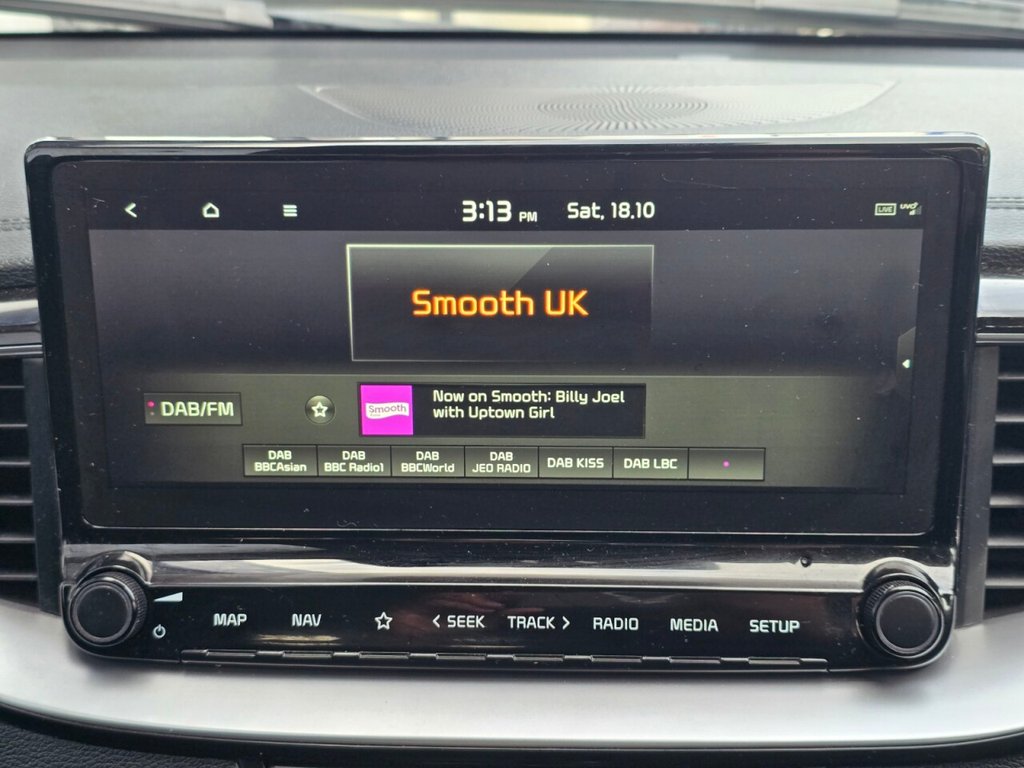 3:13 PM Sat, 18.10
LIVE UVO
Smooth UK
DAB/FM
Smooth
Now on Smooth: Billy Joel
with Uptown Girl
DAB
BBCAsian
DAB
BBC Radio1
DAB
BBCWorld
DAB
JEO RADIO
DAB KISS
DAB LBC
MAP
NAV
< SEEK
TRACK >
RADIO
MEDIA
SETUP